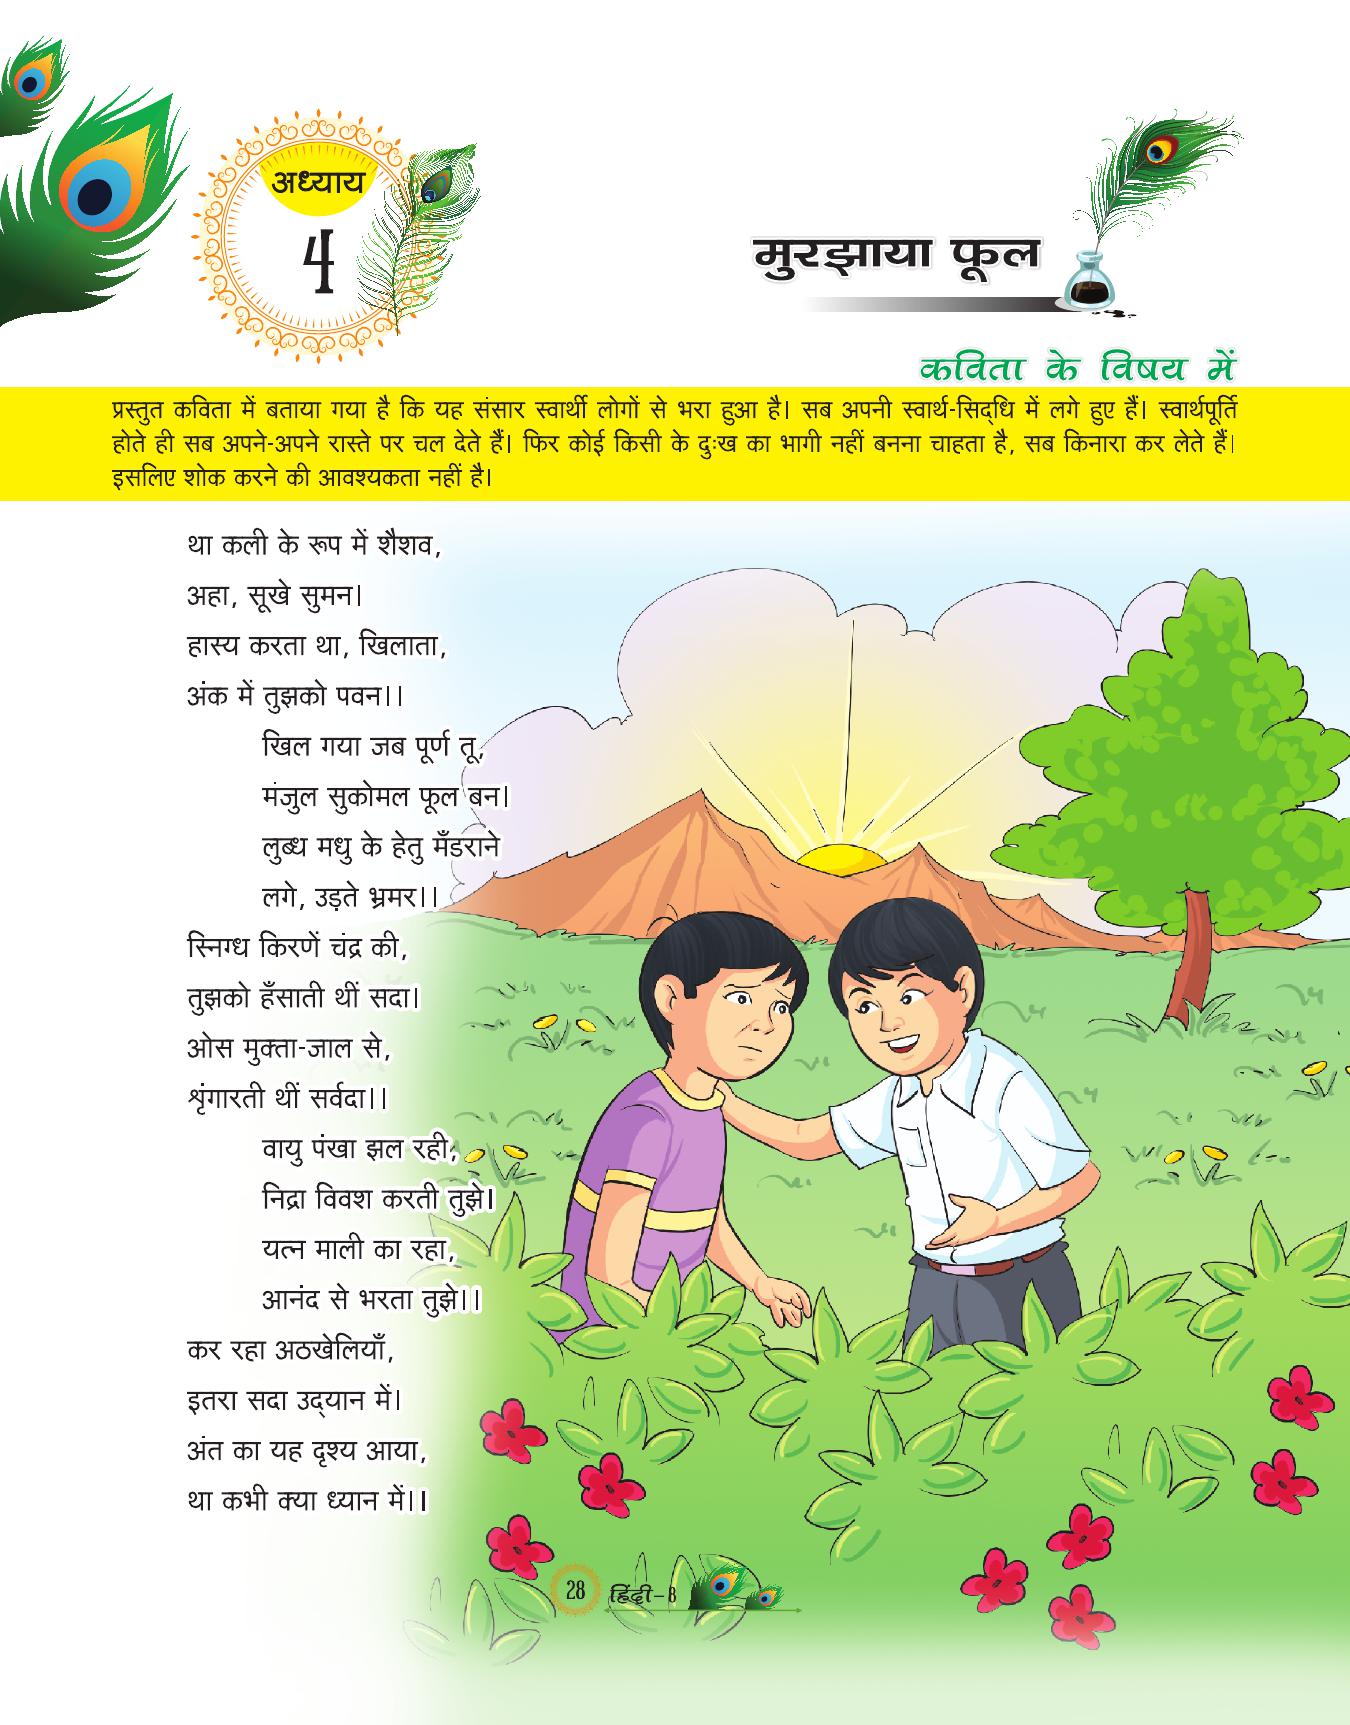 अध्याय
4
मुरझाया फूल
कविता के विषय में
प्रस्तुत कविता में बताया गया है कि यह संसार स्वार्थी लोगों से भरा हुआ है। सब अपनी स्वार्थ-सिद्‌धि में लगे हुए हैं। स्वार्थपूर्ति
होते ही सब अपने-अपने रास्ते पर चल देते हैं। फिर कोई किसी के दुःख का भागी नहीं बनना चाहता है, सब किनारा कर लेते हैं।
इसलिए शोक करने की आवश्यकता नहीं है।
था कली के रूप में शैशव,
अहा, सूखे सुमन।
हास्य करता था, खिलाता,
अंक में तुझको पवन।।
खिल गया जब पूर्ण तू,
मंजुल सुकोमल फूल बन।
लुब्ध मधु के हेतु मँडराने
लगे, उड़ते भ्रमर।।
स्निग्ध किरणें चंद्र की,
तुझको हँसाती थीं सदा।
ओस मुक्ता-जाल से,
शृंगारती थीं सर्वदा।।
वायु पंखा झल रही,
निद्रा विवश करती तुझे।
यत्न माली का रहा,
आनंद से भरता तुझे।।
कर रहा अठखेलियाँ,
इतरा सदा उद्‌यान में।
अंत का यह दृश्य आया,
था कभी क्या ध्यान में।।
28 हिंदी–8